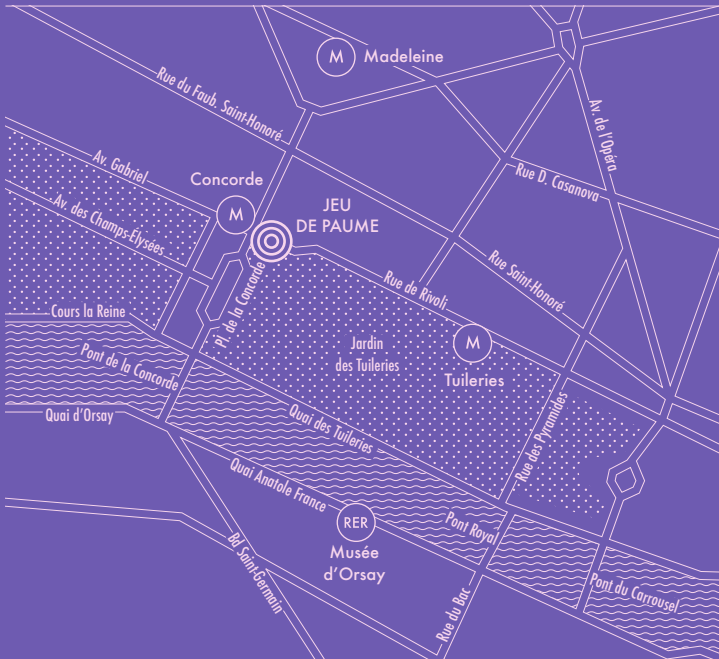 M Madeleine
Rue du Faub. Saint-Honoré
Av. de l'Opéra
Av. Gabriel
Concorde
M
Rue D. Casanova
Av. des Champs-Élysées
JEU
DE PAUME
Rue Saint-Honoré
Rue de Rivoli
Pl. de la Concorde
Cours la Reine
Jardin
des Tuileries
M
Tuileries
Pont de la Concorde
Quai d'Orsay
Quai des Tuileries
Rue des Pyramides
Quai Anatole France
RER
Musée
d'Orsay
Pont Royal
Bd Saint-Germain
Pont du Carrousel
Rue du Bac